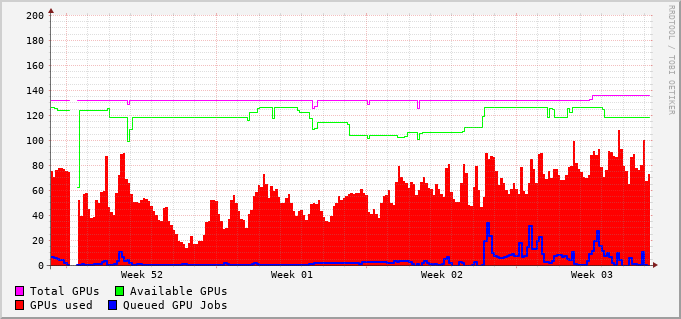 200
180
160
140
120
100
80
60
40
20
0
Week 52 Week 01 Week 02 Week 03
Total GPUs Available GPUs
GPUs used Queued GPU Jobs
RRDTOOL / TOBI OETIKER